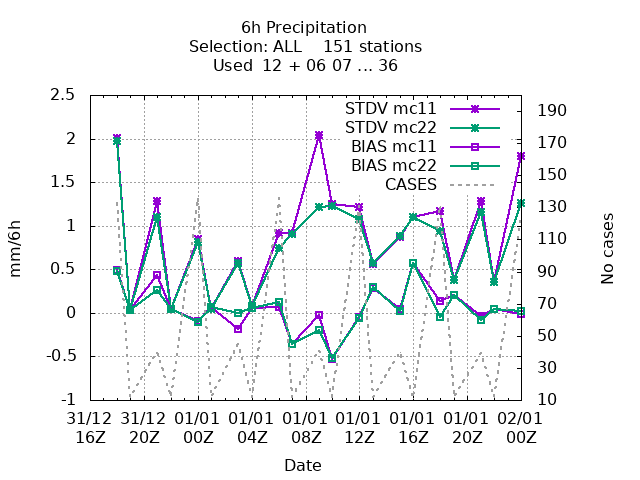 6h Precipitation
Selection: ALL    151 stations
Used  12 + 06 07 ... 36
2.5
2
1.5
1
0.5
0
-0.5
-1
mm/6h
STDV mc11
STDV mc22
BIAS mc11
BIAS mc22
CASES
190
170
150
130
110
90
70
50
30
10
No cases
31/12 31/12 01/01 01/01 01/01 01/01 01/01 01/01 02/01
16Z 20Z 00Z 04Z 08Z 12Z 16Z 20Z 00Z
Date